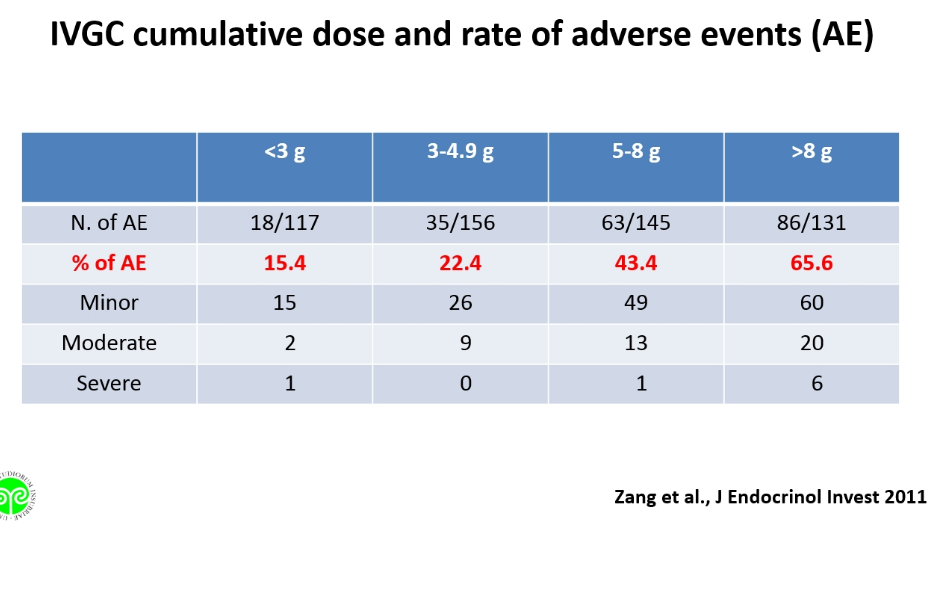 IVGC cumulative dose and rate of adverse events (AE)
<3 g 3-4.9 g 5-8 g >8 g
N. of AE 18/117 35/156 63/145 86/131
% of AE 15.4 22.4 43.4 65.6
Minor 15 26 49 60
Moderate 2 9 13 20
Severe 1 0 1 6
Zang et al., J Endocrinol Invest 2011